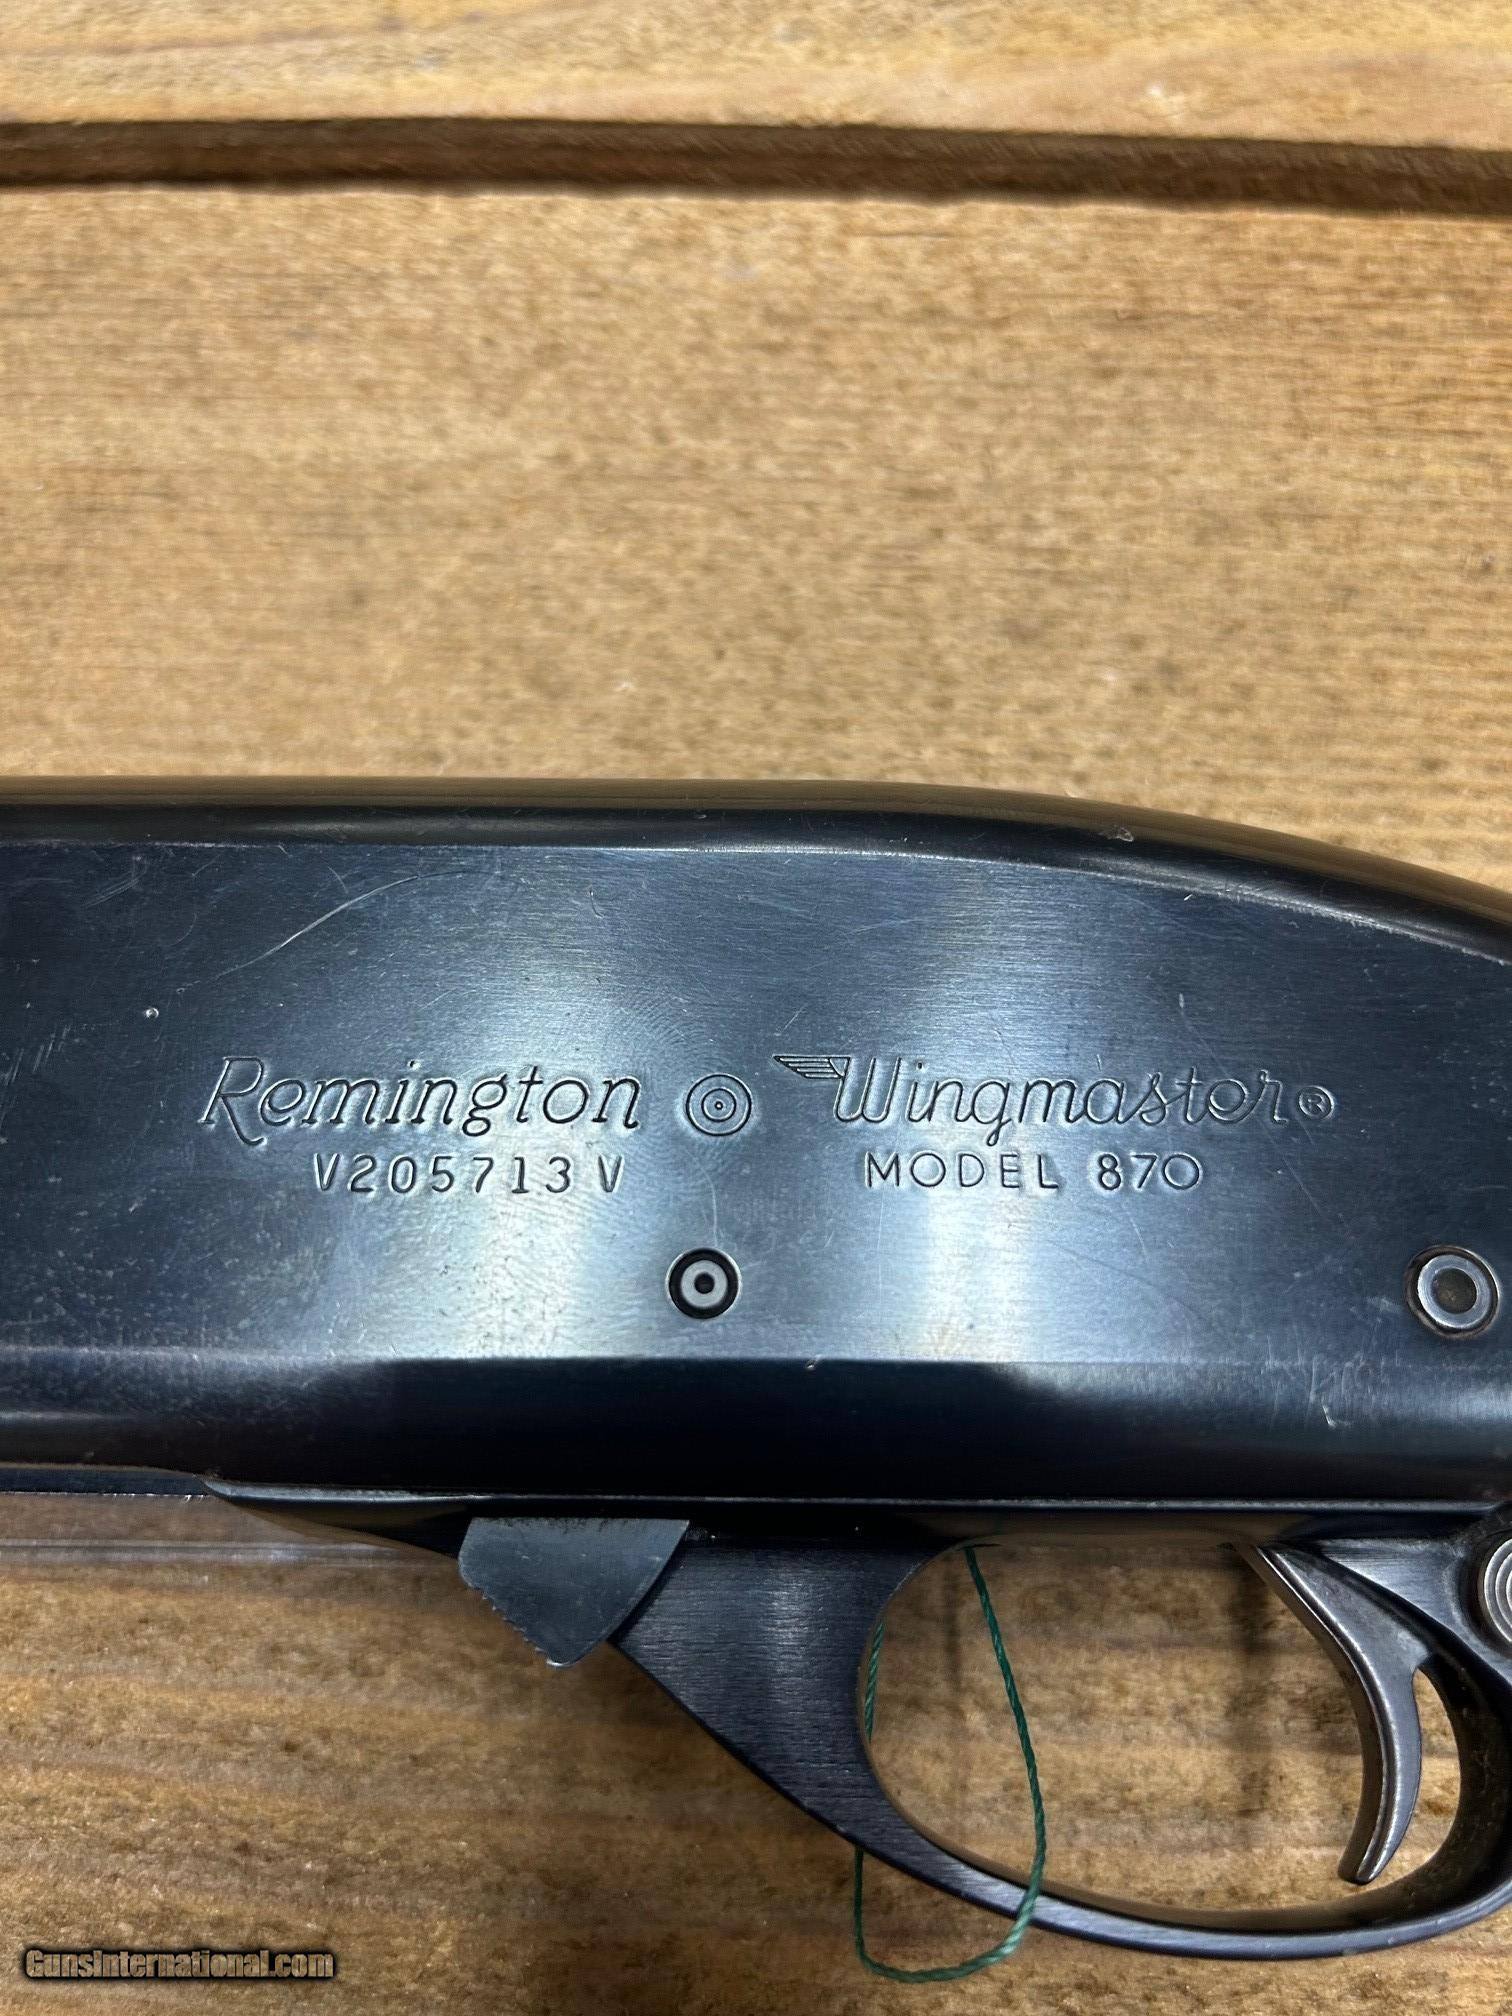 Remington Wingmaster®
V205713V MODEL 870
GunsInternational.com